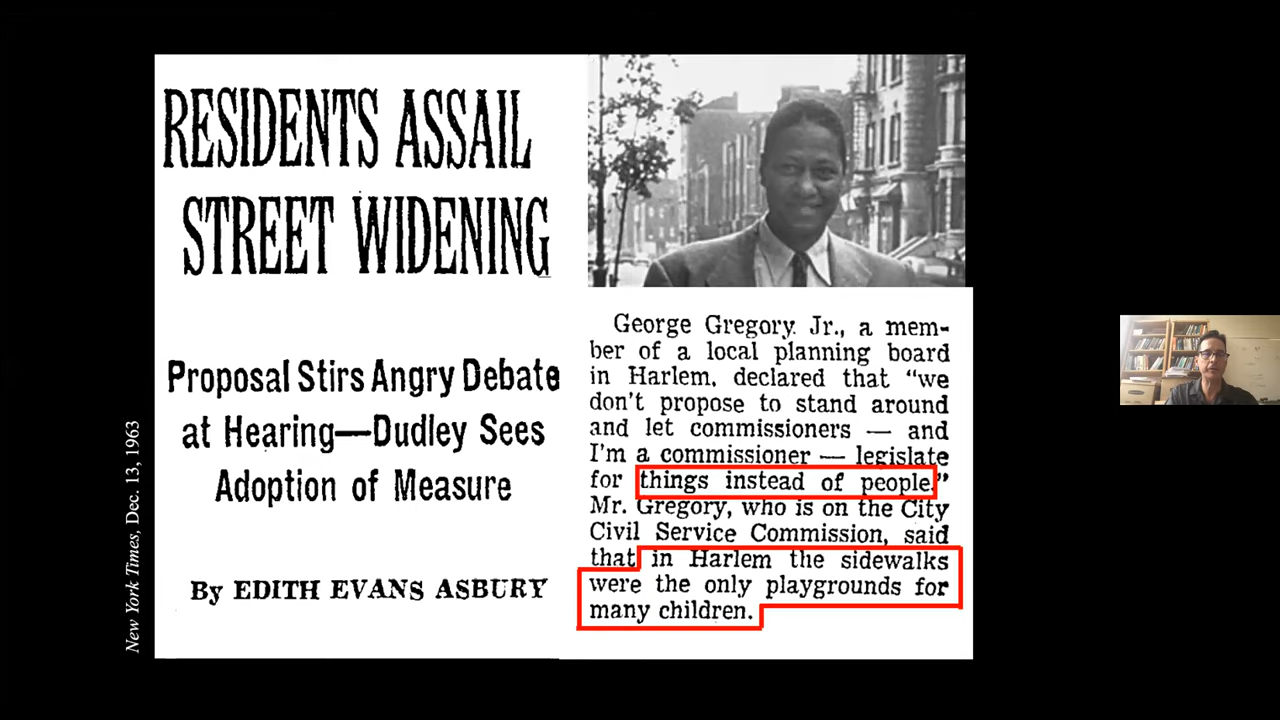 RESIDENTS ASSAIL
STREET WIDENING
Proposal Stirs Angry Debate
at Hearing—Dudley Sees
Adoption of Measure
By EDITH EVANS ASBURY
New York Times, Dec. 13, 1963
George Gregory Jr., a mem-
ber of a local planning board
in Harlem, declared that “we
don't propose to stand around
and let commissioners — and
I'm a commissioner — legislate
for things instead of people.”
Mr. Gregory, who is on the City
Civil Service Commission, said
that in Harlem the sidewalks
were the only playgrounds for
many children.